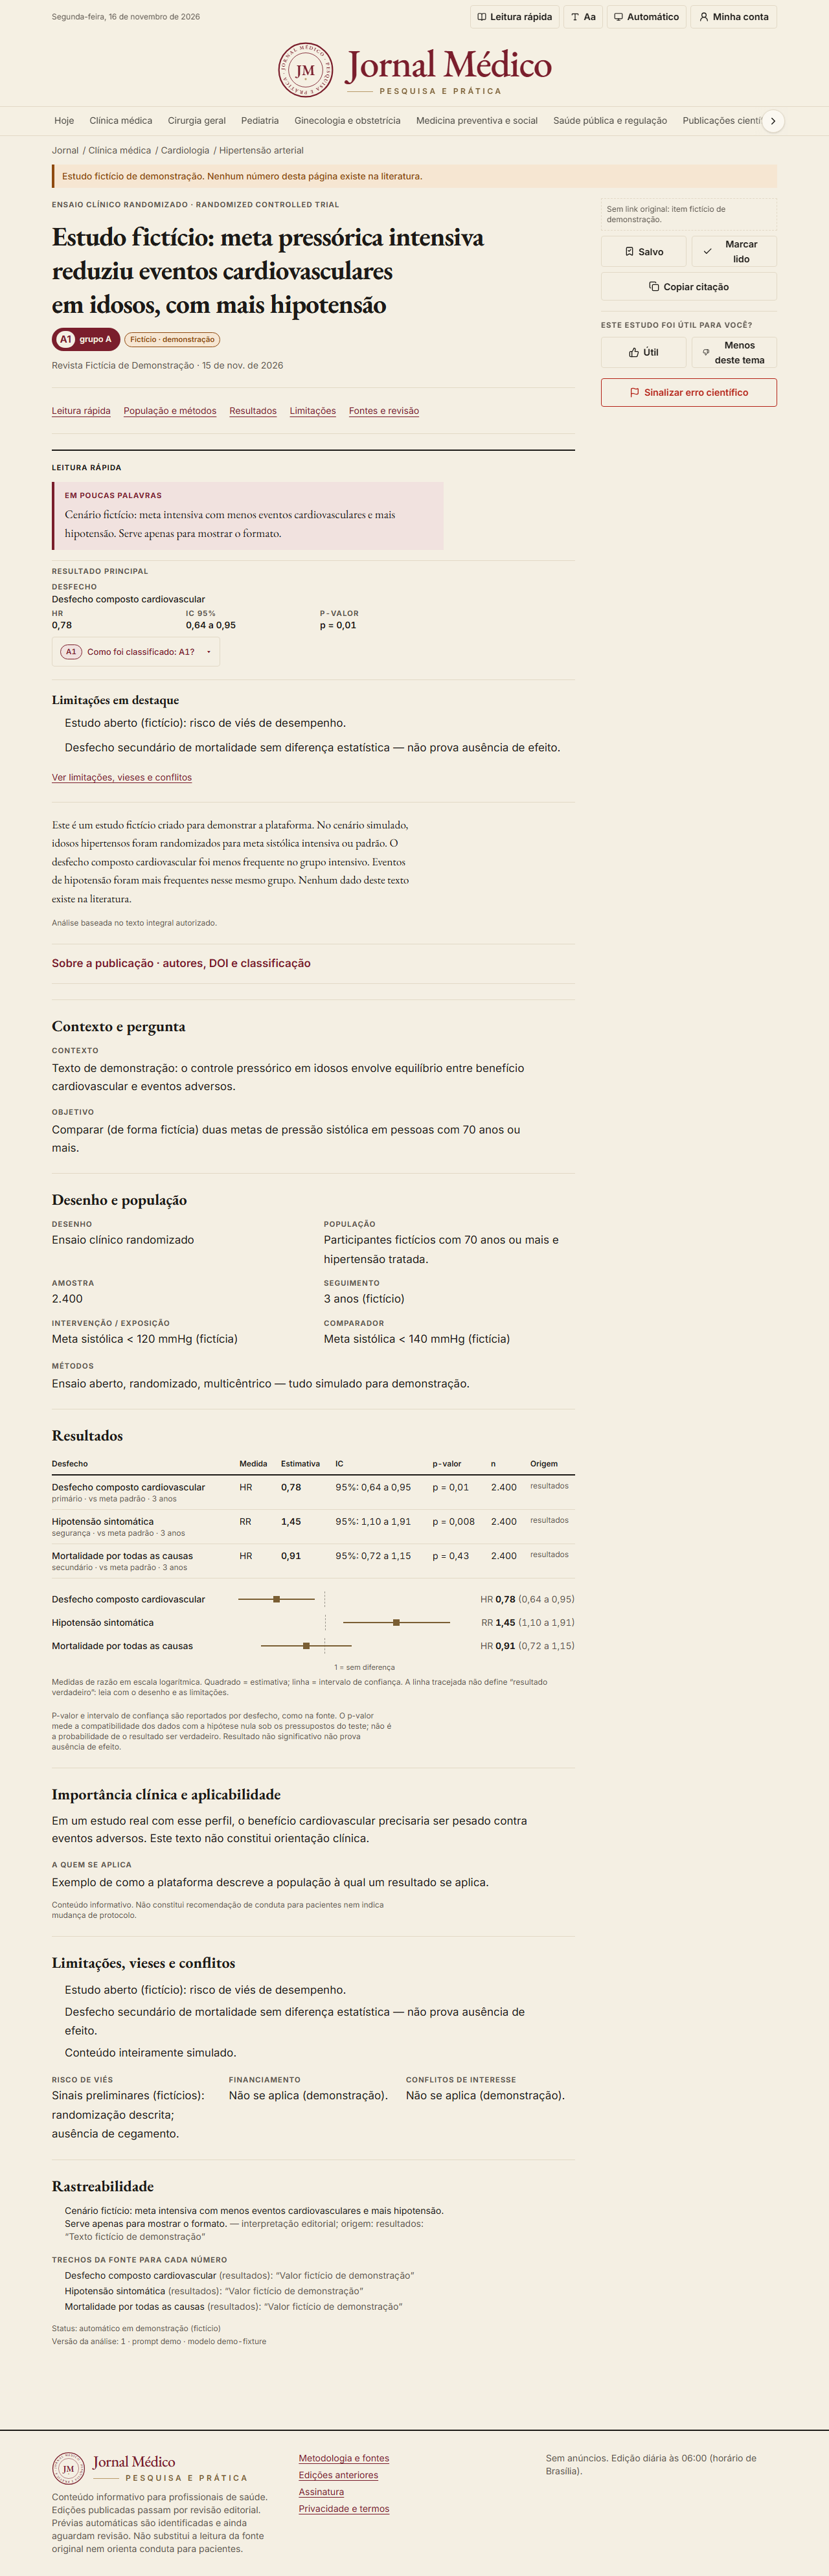 Segunda-feira, 16 de novembro de 2026
Leitura rápida
Aa
Automático
Minha conta
JM
Jornal Médico
PESQUISA E PRÁTICA
Hoje
Clínica médica
Cirurgia geral
Pediatria
Ginecologia e obstetrícia
Medicina preventiva e social
Saúde pública e regulação
Publicações cientí
Jornal / Clínica médica / Cardiologia / Hipertensão arterial
Estudo fictício de demonstração. Nenhum número desta página existe na literatura.
ENSAIO CLÍNICO RANDOMIZADO · RANDOMIZED CONTROLLED TRIAL
Estudo fictício: meta pressórica intensiva
reduziu eventos cardiovasculares
em idosos, com mais hipotensão
A1 grupo A
Fictício · demonstração
Revista Fictícia de Demonstração · 15 de nov. de 2026
Leitura rápida
População e métodos
Resultados
Limitações
Fontes e revisão
Sem link original: item fictício de
demonstração.
Salvo
Marcar
lido
Copiar citação
ESTE ESTUDO FOI ÚTIL PARA VOCÊ?
Útil
Menos
deste tema
Sinalizar erro científico
LEITURA RÁPIDA
EM POUCAS PALAVRAS
Cenário fictício: meta intensiva com menos eventos cardiovasculares e mais
hipotensão. Serve apenas para mostrar o formato.
RESULTADO PRINCIPAL
DESFECHO
Desfecho composto cardiovascular
HR
IC 95%
P-VALOR
0,78
0,64 a 0,95
p = 0,01
A1 Como foi classificado: A1?
Limitações em destaque
Estudo aberto (fictício): risco de viés de desempenho.
Desfecho secundário de mortalidade sem diferença estatística — não prova ausência de efeito.
Ver limitações, vieses e conflitos
Este é um estudo fictício criado para demonstrar a plataforma. No cenário simulado,
idosos hipertensos foram randomizados para meta sistólica intensiva ou padrão. O
desfecho composto cardiovascular foi menos frequente no grupo intensivo. Eventos
de hipotensão foram mais frequentes nesse mesmo grupo. Nenhum dado deste texto
existe na literatura.
Análise baseada no texto integral autorizado.
Sobre a publicação · autores, DOI e classificação
Contexto e pergunta
CONTEXTO
Texto de demonstração: o controle pressórico em idosos envolve equilíbrio entre benefício
cardiovascular e eventos adversos.
OBJETIVO
Comparar (de forma fictícia) duas metas de pressão sistólica em pessoas com 70 anos ou
mais.
Desenho e população
DESENHO
Ensaio clínico randomizado
POPULAÇÃO
Participantes fictícios com 70 anos ou mais e
hipertensão tratada.
AMOSTRA
2.400
SEGUIMENTO
3 anos (fictício)
INTERVENÇÃO / EXPOSIÇÃO
Meta sistólica < 120 mmHg (fictícia)
COMPARADOR
Meta sistólica < 140 mmHg (fictícia)
MÉTODOS
Ensaio aberto, randomizado, multicêntrico — tudo simulado para demonstração.
Resultados
Desfecho Medida Estimativa IC p-valor n Origem
Desfecho composto cardiovascular HR 0,78 95%: 0,64 a 0,95 p = 0,01 2.400 resultados
primário · vs meta padrão · 3 anos
Hipotensão sintomática RR 1,45 95%: 1,10 a 1,91 p = 0,008 2.400 resultados
segurança · vs meta padrão · 3 anos
Mortalidade por todas as causas HR 0,91 95%: 0,72 a 1,15 p = 0,43 2.400 resultados
secundário · vs meta padrão · 3 anos
Desfecho composto cardiovascular HR 0,78 (0,64 a 0,95)
Hipotensão sintomática RR 1,45 (1,10 a 1,91)
Mortalidade por todas as causas HR 0,91 (0,72 a 1,15)
1 = sem diferença
Medidas de razão em escala logarítmica. Quadrado = estimativa; linha = intervalo de confiança. A linha tracejada não define “resultado
verdadeiro”: leia com o desenho e as limitações.
P-valor e intervalo de confiança são reportados por desfecho, como na fonte. O p-valor
mede a compatibilidade dos dados com a hipótese nula sob os pressupostos do teste; não é
a probabilidade de o resultado ser verdadeiro. Resultado não significativo não prova
ausência de efeito.
Importância clínica e aplicabilidade
Em um estudo real com esse perfil, o benefício cardiovascular precisaria ser pesado contra
eventos adversos. Este texto não constitui orientação clínica.
A QUEM SE APLICA
Exemplo de como a plataforma descreve a população à qual um resultado se aplica.
Conteúdo informativo. Não constitui recomendação de conduta para pacientes nem indica
mudança de protocolo.
Limitações, vieses e conflitos
Estudo aberto (fictício): risco de viés de desempenho.
Desfecho secundário de mortalidade sem diferença estatística — não prova ausência de
efeito.
Conteúdo inteiramente simulado.
RISCO DE VIÉS
Sinais preliminares (fictícios):
randomização descrita;
ausência de cegamento.
FINANCIAMENTO
Não se aplica (demonstração).
CONFLITOS DE INTERESSE
Não se aplica (demonstração).
Rastreabilidade
Cenário fictício: meta intensiva com menos eventos cardiovasculares e mais hipotensão.
Serve apenas para mostrar o formato. — interpretação editorial; origem: resultados:
“Texto fictício de demonstração”
TRECHOS DA FONTE PARA CADA NÚMERO
Desfecho composto cardiovascular (resultados): “Valor fictício de demonstração”
Hipotensão sintomática (resultados): “Valor fictício de demonstração”
Mortalidade por todas as causas (resultados): “Valor fictício de demonstração”
Status: automático em demonstração (fictício)
Versão da análise: 1 · prompt demo · modelo demo-fixture
JM
Jornal Médico
PESQUISA E PRÁTICA
Conteúdo informativo para profissionais de saúde.
Edições publicadas passam por revisão editorial.
Prévias automáticas são identificadas e ainda
aguardam revisão. Não substitui a leitura da fonte
original nem orienta conduta para pacientes.
Metodologia e fontes
Edições anteriores
Assinatura
Privacidade e termos
Sem anúncios. Edição diária às 06:00 (horário de
Brasília).